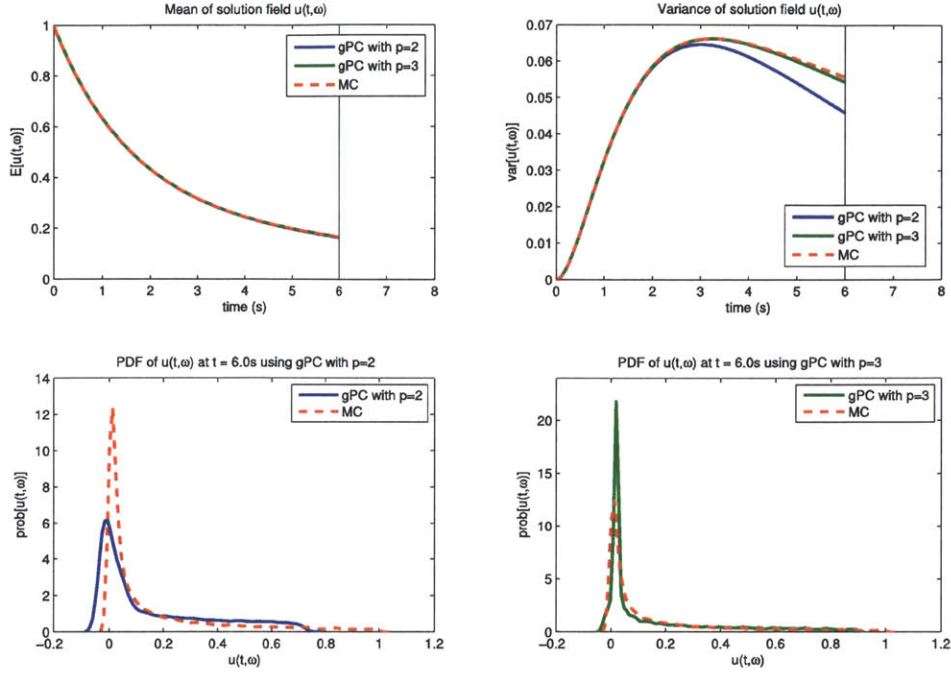 Mean of solution field u(t,ω)
1
0.8
0.6
0.4
0.2
0
E[u(t,ω)]
gPC with p=2
gPC with p=3
MC
0 1 2 3 4 5 6 7 8
time (s)
Variance of solution field u(t,ω)
0.07
0.06
0.05
0.04
0.03
0.02
0.01
0.00
var[u(t,ω)]
gPC with p=2
gPC with p=3
MC
0 1 2 3 4 5 6 7 8
time (s)
PDF of u(t,ω) at t = 6.0s using gPC with p=2
14
12
10
8
6
4
2
0
prob[u(t,ω)]
gPC with p=2
MC
−0.2 0 0.2 0.4 0.6 0.8 1 1.2
u(t,ω)
PDF of u(t,ω) at t = 6.0s using gPC with p=3
20
15
10
5
0
prob[u(t,ω)]
gPC with p=3
MC
−0.2 0 0.2 0.4 0.6 0.8 1 1.2
u(t,ω)